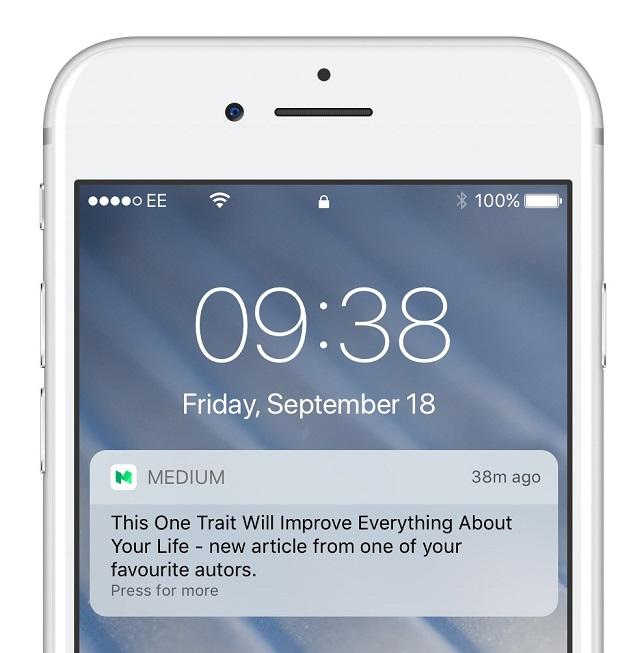 EE 100%
09:38
Friday, September 18
MEDIUM 38m ago
This One Trait Will Improve Everything About
Your Life - new article from one of your
favourite autors.
Press for more